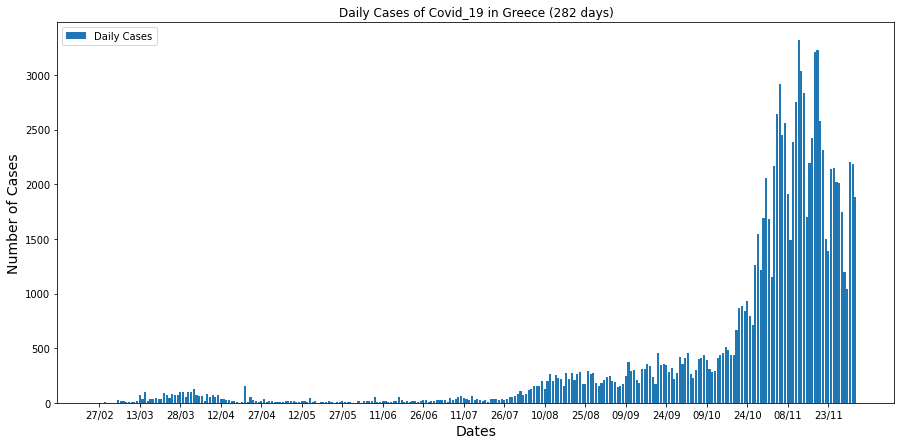 Daily Cases of Covid_19 in Greece (282 days)
Daily Cases
Number of Cases
3000
2500
2000
1500
1000
500
0
27/02 13/03 28/03 12/04 27/04 12/05 27/05 11/06 26/06 11/07 26/07 10/08 25/08 09/09 24/09 09/10 24/10 08/11 23/11
Dates